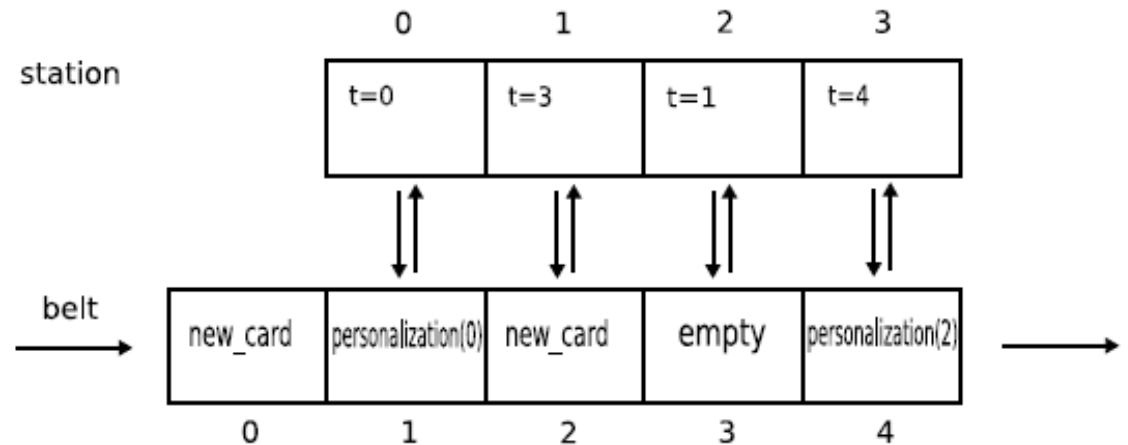 0 1 2 3
station
t=0 t=3 t=1 t=4
belt
new_card personalization(0) new_card empty personalization(2)
0 1 2 3 4